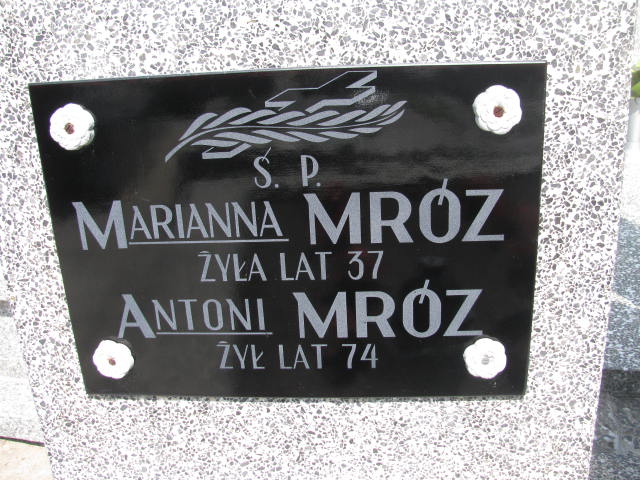 Ś. P.
MARIANNA MRÓZ
ŻYŁA LAT 37
ANTONI MRÓZ
ŻYŁ LAT 74